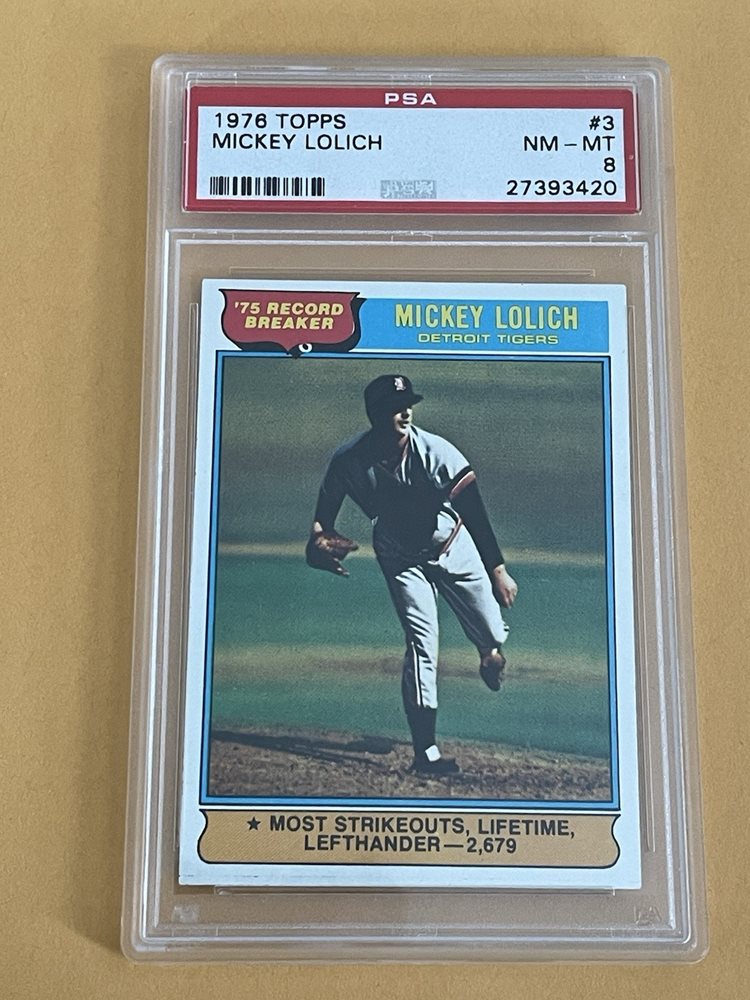 PSA
1976 TOPPS #3
MICKEY LOLICH NM - MT
8
27393420
'75 RECORD
BREAKER
MICKEY LOLICH
DETROIT TIGERS
★ MOST STRIKEOUTS, LIFETIME,
LEFTHANDER—2,679